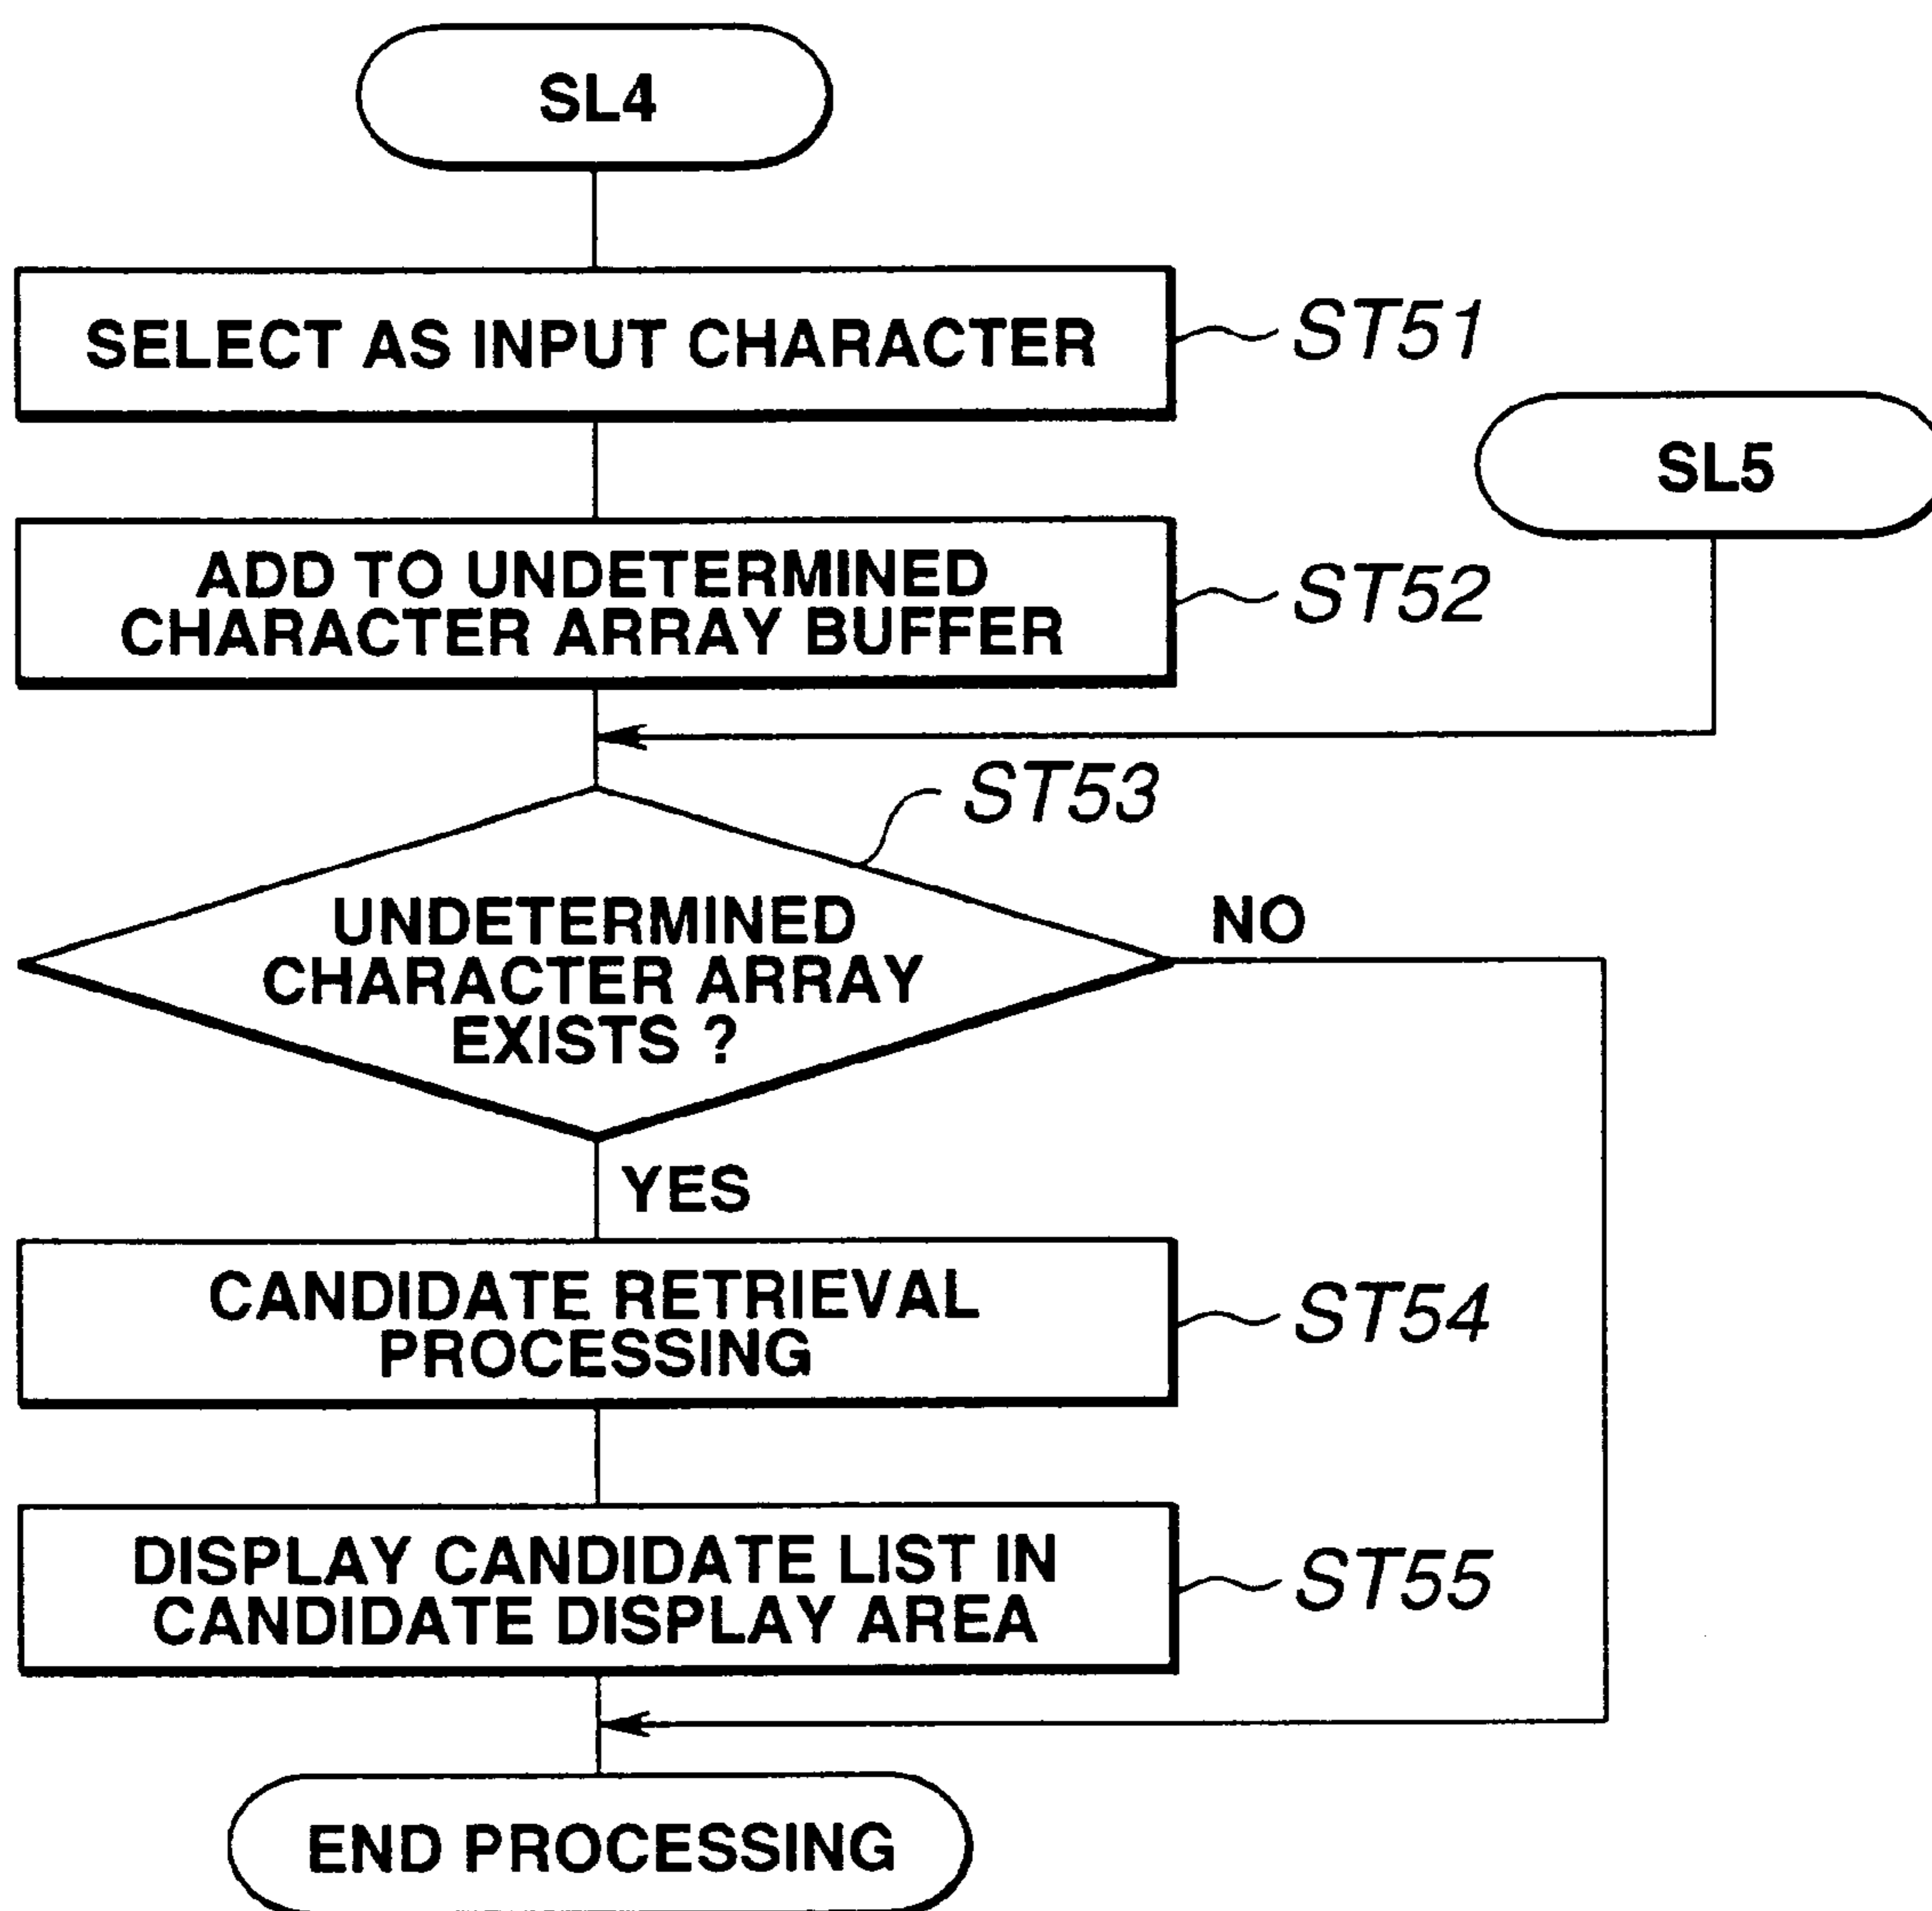 SL4
SELECT AS INPUT CHARACTER
ST51
SL5
ADD TO UNDETERMINED
CHARACTER ARRAY BUFFER
ST52
ST53
UNDETERMINED
CHARACTER ARRAY
EXISTS ?
NO
YES
CANDIDATE RETRIEVAL
PROCESSING
ST54
DISPLAY CANDIDATE LIST IN
CANDIDATE DISPLAY AREA
ST55
END PROCESSING